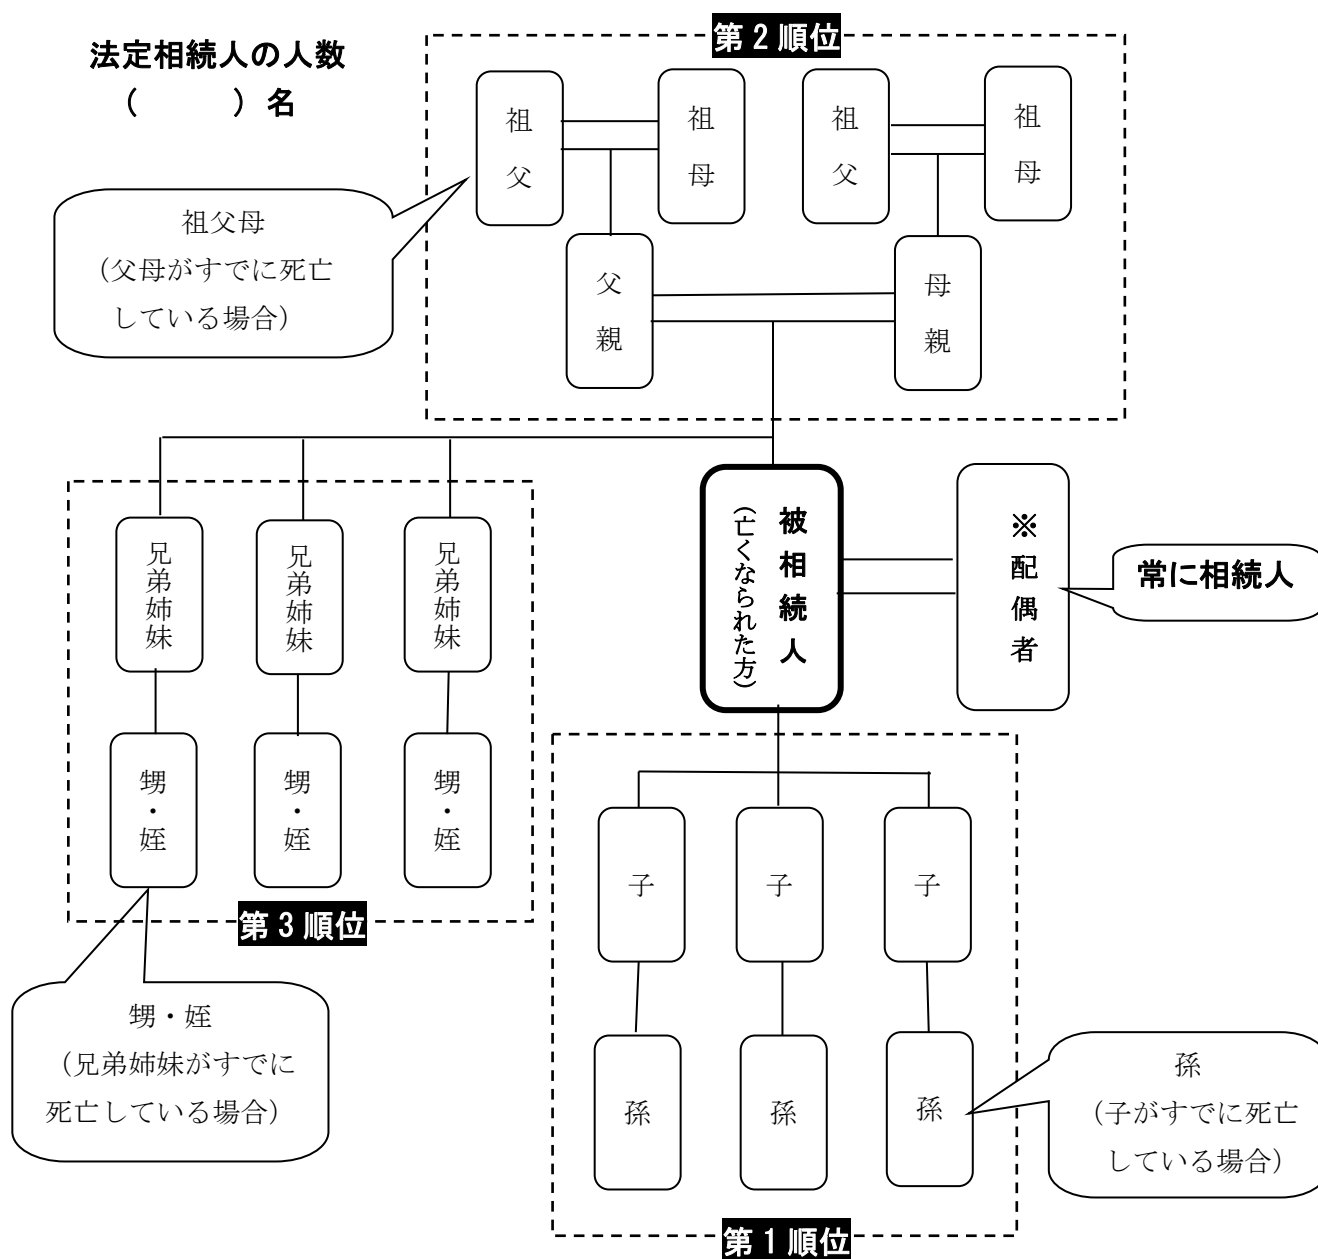 法定相続人の人数
（　　　）名
第２順位
祖父
祖母
祖父
祖母
祖父母
（父母がすでに死亡
している場合）
父親
母親
兄弟姉妹
兄弟姉妹
兄弟姉妹
被相続人
（亡くなられた方）
※配偶者
常に相続人
甥・姪
甥・姪
甥・姪
子
子
子
第３順位
甥・姪
（兄弟姉妹がすでに
死亡している場合）
孫
孫
孫
孫
（子がすでに死亡
している場合）
第１順位